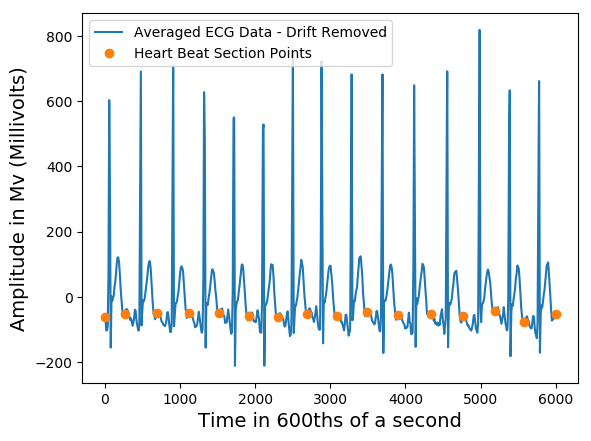 Averaged ECG Data - Drift Removed
Heart Beat Section Points
Amplitude in Mv (Millivolts)
800
600
400
200
0
−200
0 1000 2000 3000 4000 5000 6000
Time in 600ths of a second